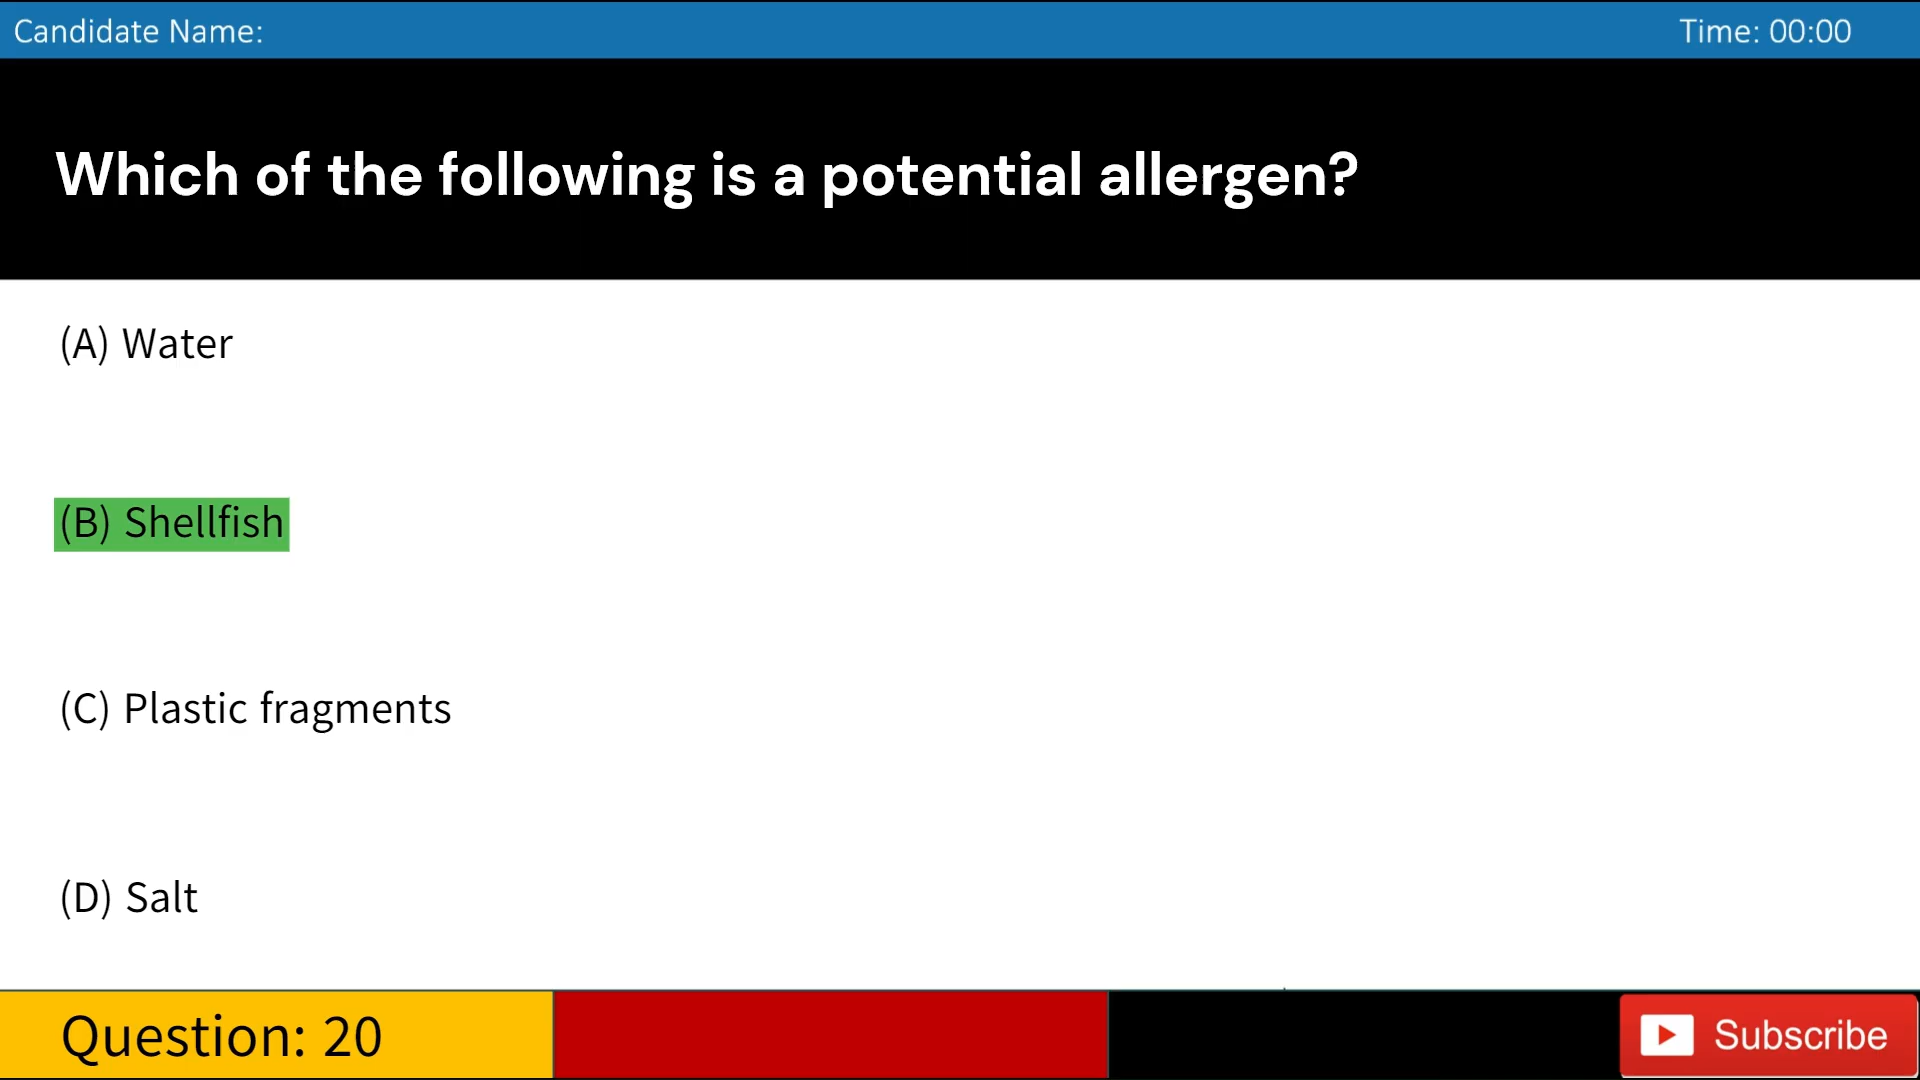 Candidate Name:
Time: 00:00
Which of the following is a potential allergen?
(A) Water
(B) Shellfish
(C) Plastic fragments
(D) Salt
Question: 20
Subscribe